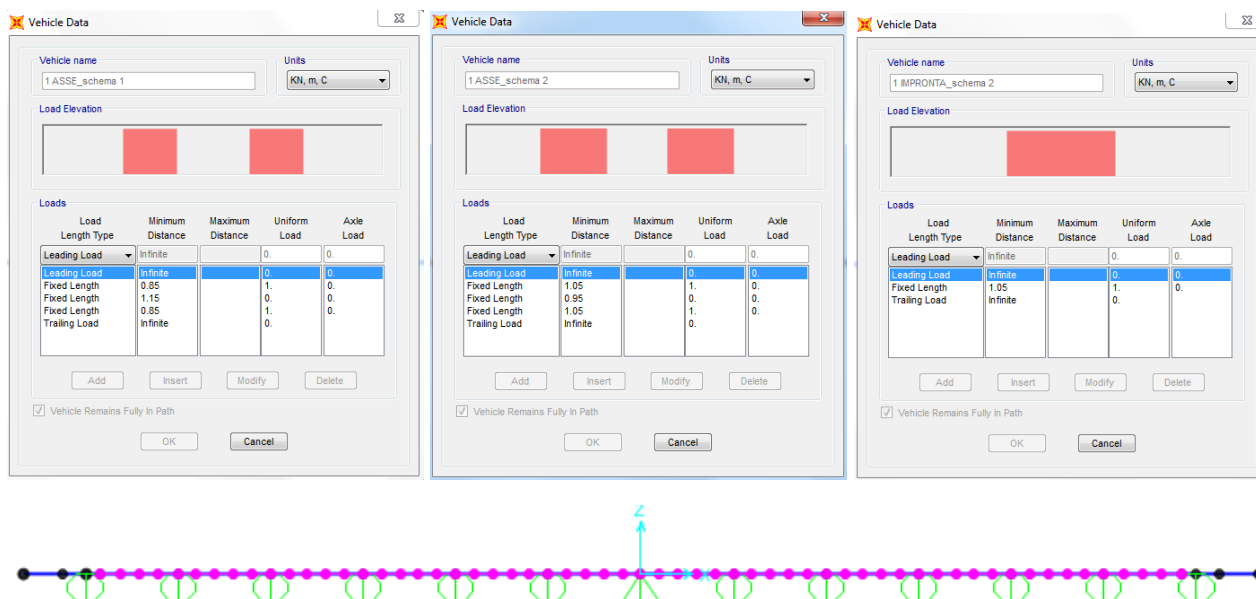 Vehicle Data
Vehicle name
Units
1 ASSE_schema 1
KN, m, C
Load Elevation
Loads
Load Length Type Minimum Distance Maximum Distance Uniform Load Axle Load
Leading Load Infinite 0. 0.
Leading Load Infinite 0. 0.
Fixed Length 0.85 1. 0.
Fixed Length 1.15 0. 0.
Fixed Length 0.85 1. 0.
Trailing Load Infinite 0.
Add Insert Modify Delete
Vehicle Remains Fully In Path
OK Cancel
Vehicle Data
Vehicle name
Units
1 ASSE_schema 2
KN, m, C
Load Elevation
Loads
Load Length Type Minimum Distance Maximum Distance Uniform Load Axle Load
Leading Load Infinite 0. 0.
Leading Load Infinite 0. 0.
Fixed Length 1.05 1. 0.
Fixed Length 0.95 0. 0.
Fixed Length 1.05 1. 0.
Trailing Load Infinite 0.
Add Insert Modify Delete
Vehicle Remains Fully In Path
OK Cancel
Vehicle Data
Vehicle name
Units
1 IMPRONTA_schema 2
KN, m, C
Load Elevation
Loads
Load Length Type Minimum Distance Maximum Distance Uniform Load Axle Load
Leading Load Infinite 0. 0.
Leading Load Infinite 0. 0.
Fixed Length 1.05 1. 0.
Trailing Load Infinite 0.
Add Insert Modify Delete
Vehicle Remains Fully In Path
OK Cancel
Z
X